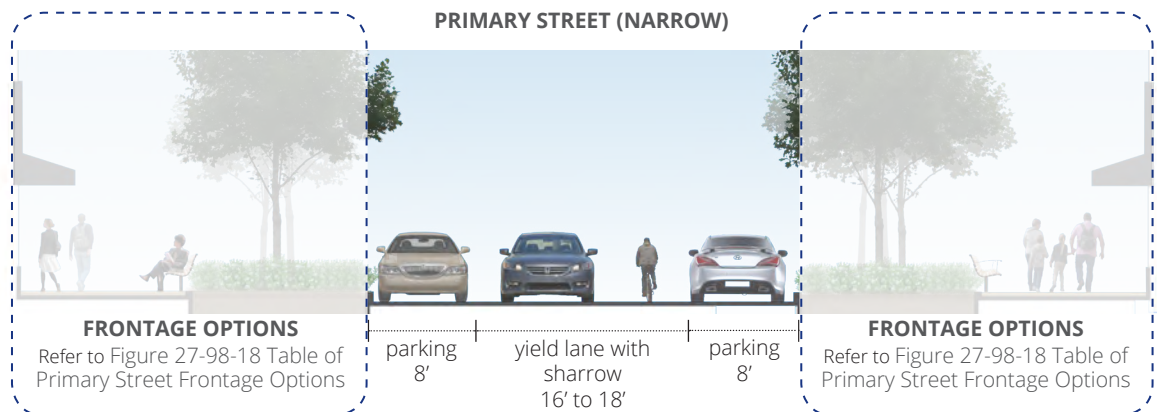 PRIMARY STREET (NARROW)
FRONTAGE OPTIONS
Refer to Figure 27-98-18 Table of
Primary Street Frontage Options
parking
8’
yield lane with
sharrow
16’ to 18’
parking
8’
FRONTAGE OPTIONS
Refer to Figure 27-98-18 Table of
Primary Street Frontage Options